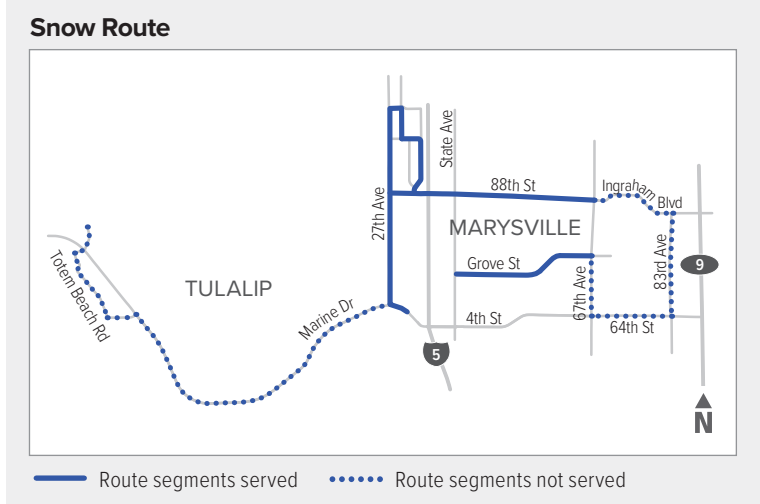 Snow Route
State Ave
88th St
Ingraham
Blvd
27th Ave
MARYSVILLE
Grove St
83rd Ave
9
TULALIP
Totem Beach Rd
67th Ave
Marine Dr
4th St
64th St
5
N
Route segments served
Route segments not served